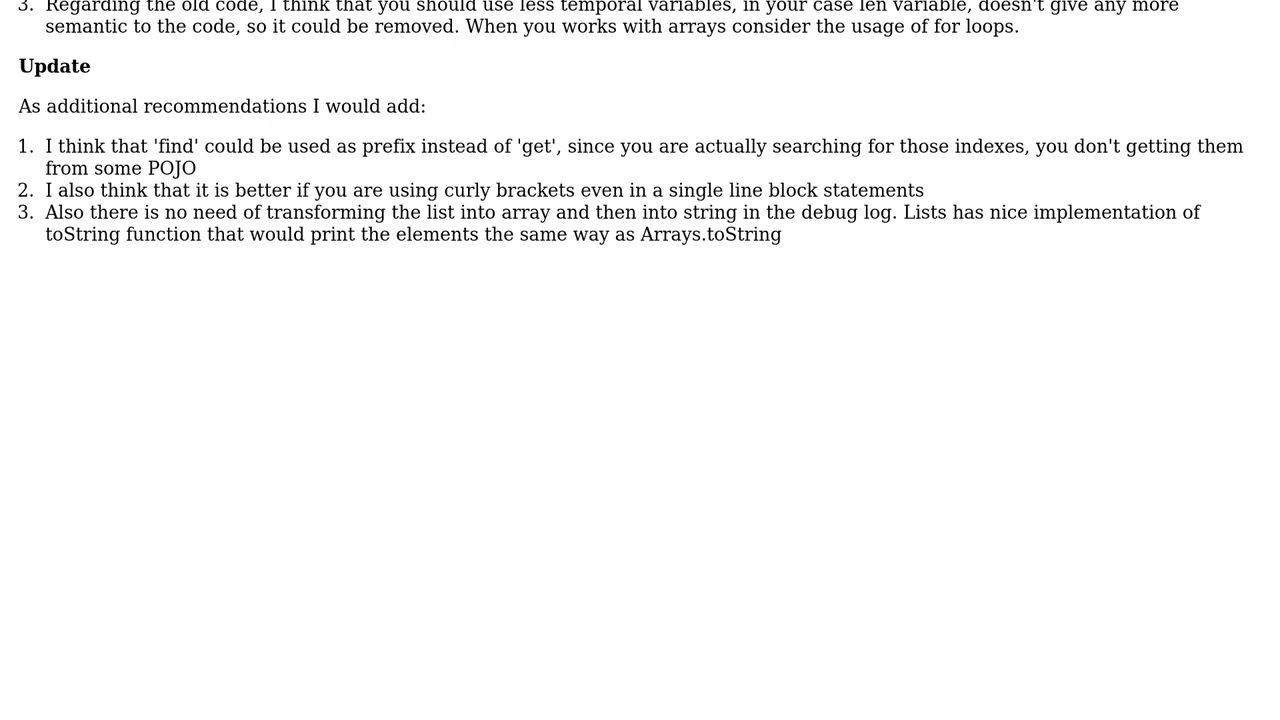 3. Regarding the old code, I think that you should use less temporal variables, in your case len variable, doesn't give any more
semantic to the code, so it could be removed. When you works with arrays consider the usage of for loops.
Update
As additional recommendations I would add:
1. I think that 'find' could be used as prefix instead of 'get', since you are actually searching for those indexes, you don't getting them
from some POJO
2. I also think that it is better if you are using curly brackets even in a single line block statements
3. Also there is no need of transforming the list into array and then into string in the debug log. Lists has nice implementation of
toString function that would print the elements the same way as Arrays.toString